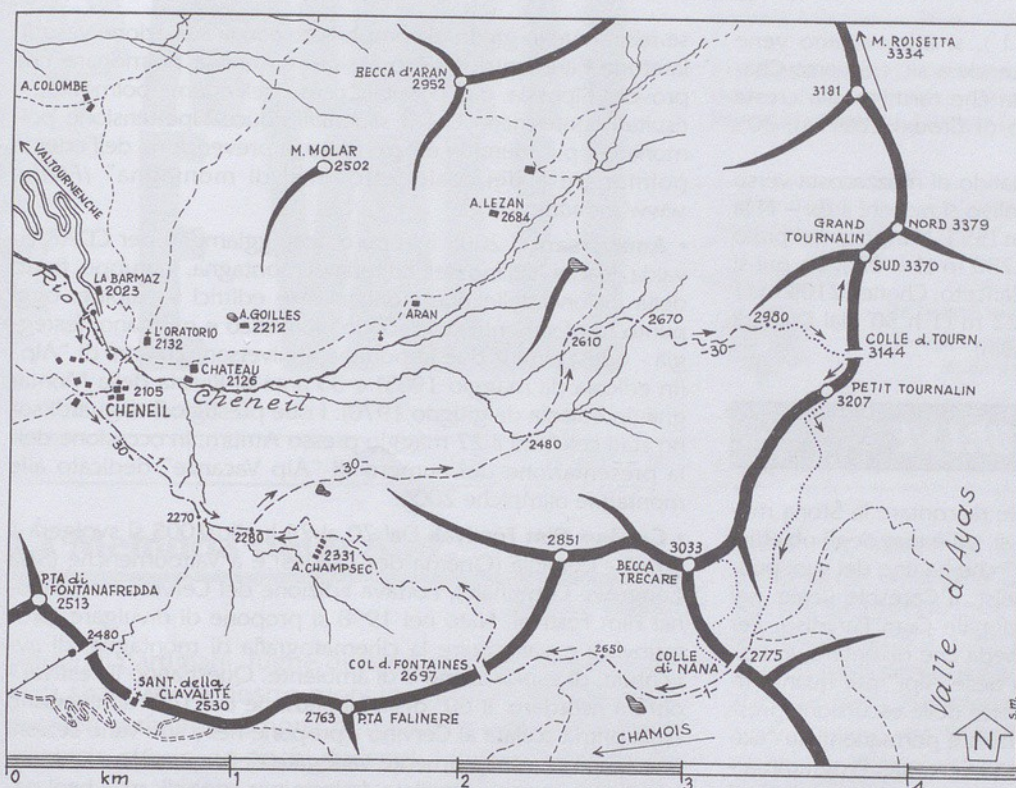 M. ROISETTA
3334
3181
BECCA d'ARAN
2952
A. COLOMBE
VALTOURNENCHE
M. MOLAR
2502
A. LEZAN
2684
GRAND
TOURNALIN
NORD 3379
SUD 3370
Rio
LA BARMAZ
2023
L'ORATORIO
2132
A. GOILLES
2212
ARAN
2670
-30-
2980
2610
COLLE d. TOURN.
3144
CHATEAU
2126
2105
CHENEIL
Cheneil
PETIT TOURNALIN
3207
2480
-30-
-30-
2270
2280
2331
A. CHAMPSEC
2851
3033
BECCA
TRECARE
P.TA DI
FONTANAFREDDA
2513
2480
SANT. della
CLAVALITÉ
2530
COL d. FONTAINES
2697
2650
COLLE
di NANA
2775
2763
P.TA FALINERE
CHAMOIS
Valle d'Ayas
N
s.m.
0 km 1 2 3 4